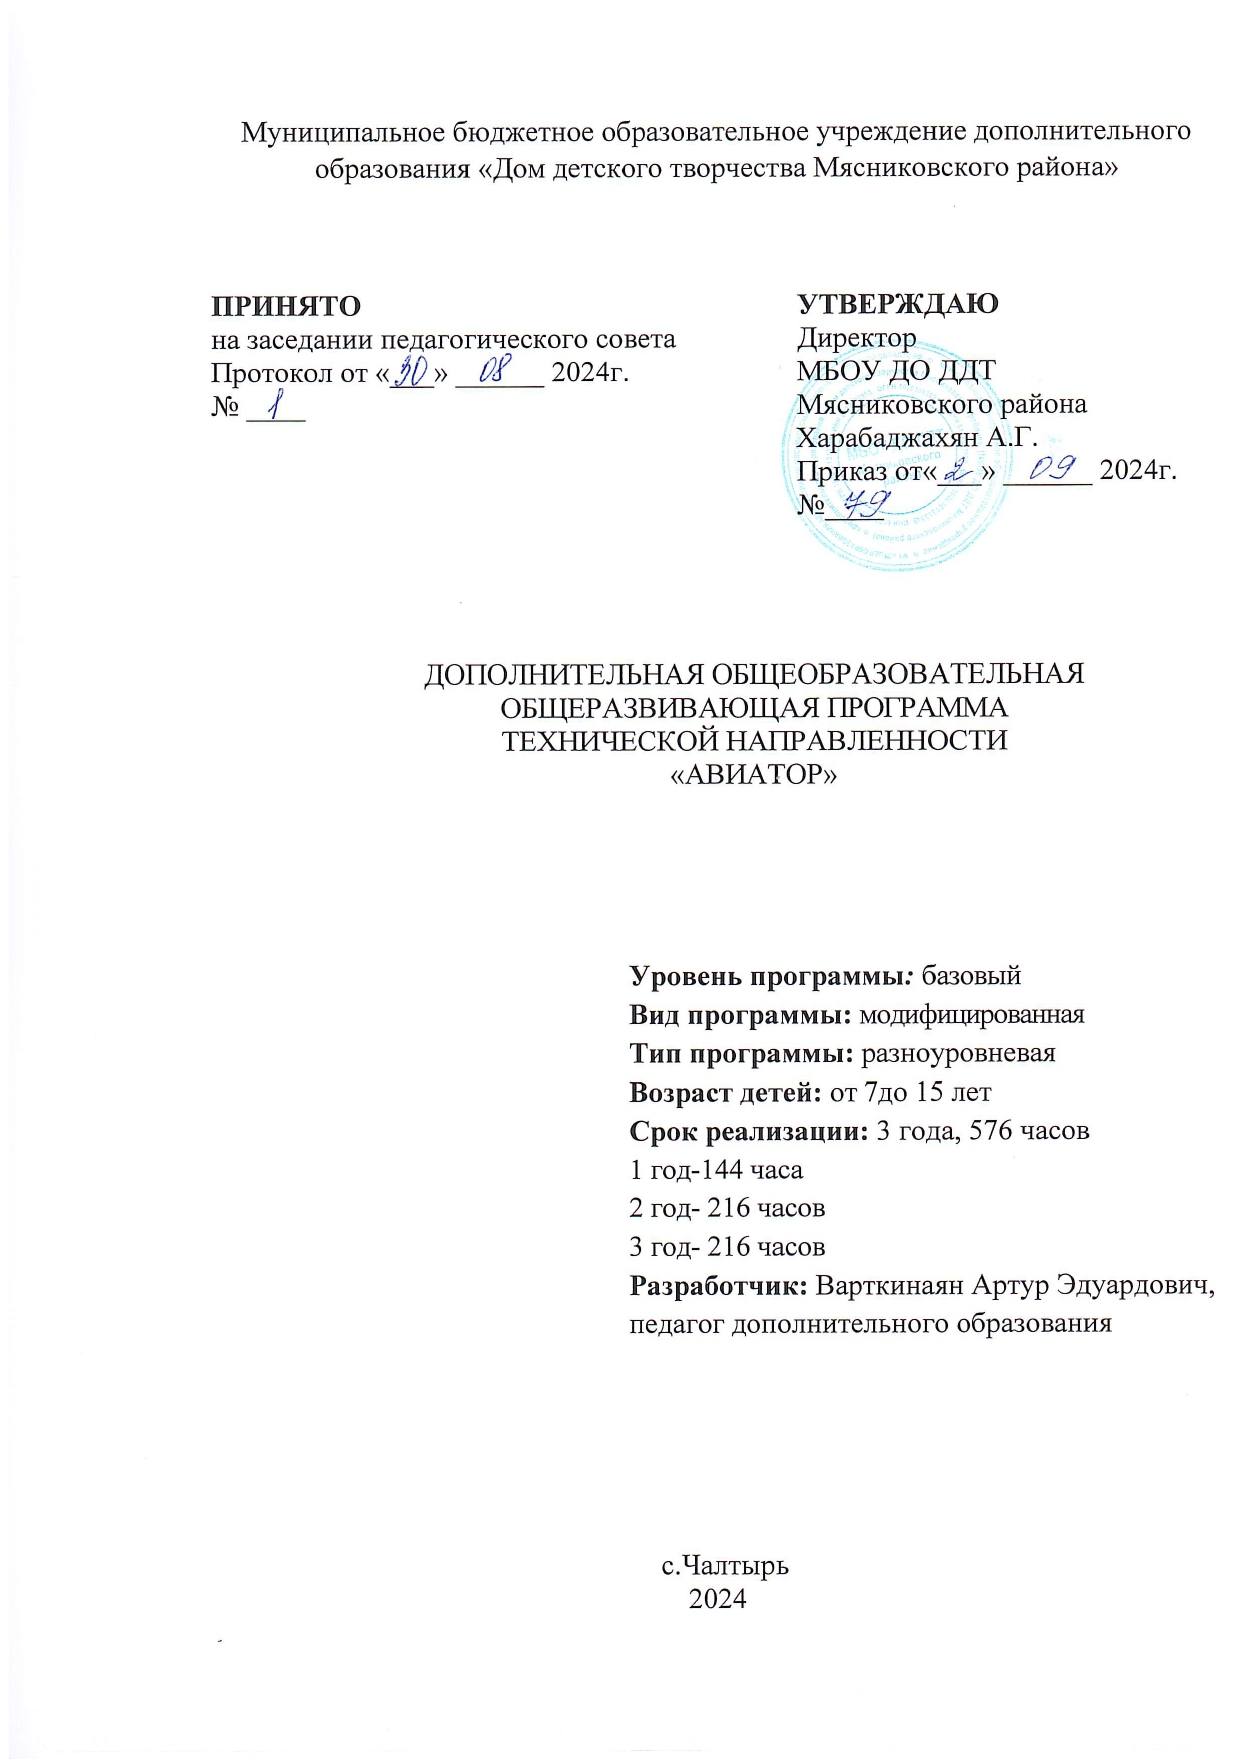 Муниципальное бюджетное образовательное учреждение дополнительного
образования «Дом детского творчества Мясниковского района»
ПРИНЯТО
на заседании педагогического совета
Протокол от «30» 08 2024г.
№ 1
УТВЕРЖДАЮ
Директор
МБОУ ДО ДДТ
Мясниковского района
Харабаджахян А.Г.
Приказ от«2» 09 2024г.
№ 79
ДОПОЛНИТЕЛЬНАЯ ОБЩЕОБРАЗОВАТЕЛЬНАЯ
ОБЩЕРАЗВИВАЮЩАЯ ПРОГРАММА
ТЕХНИЧЕСКОЙ НАПРАВЛЕННОСТИ
«АВИАТОР»
Уровень программы: базовый
Вид программы: модифицированная
Тип программы: разноуровневая
Возраст детей: от 7до 15 лет
Срок реализации: 3 года, 576 часов
1 год-144 часа
2 год- 216 часов
3 год- 216 часов
Разработчик: Варткинаян Артур Эдуардович,
педагог дополнительного образования
с.Чалтырь
2024